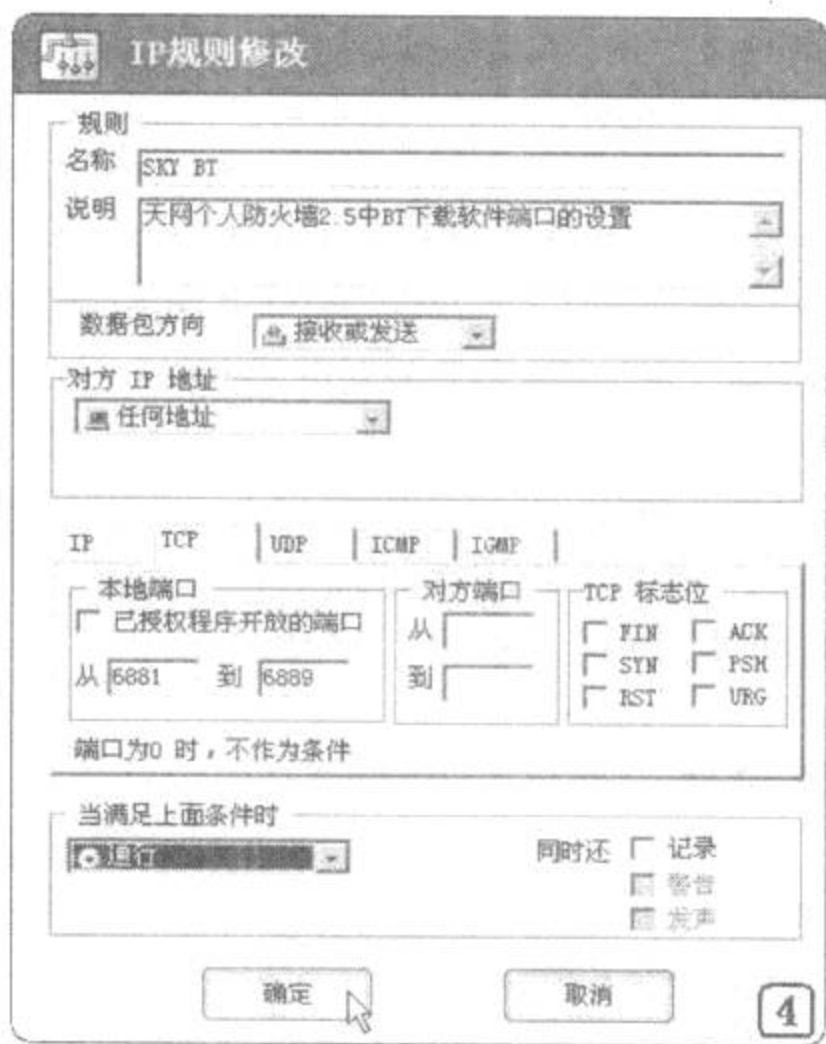 IP规则修改
规则
名称 SKY BT
说明 天网个人防火墙2.5中BT下载软件端口的设置
数据包方向 接收或发送
对方 IP 地址
任何地址
IP TCP UDP ICMP IGMP
本地端口 对方端口 TCP 标志位
已授权程序开放的端口 从 FIN ACK
从 6881 到 6889 到 SYN PSH
RST URG
端口为0 时，不作为条件
当满足上面条件时
通行 同时还 记录
警告
发声
确定 取消
4